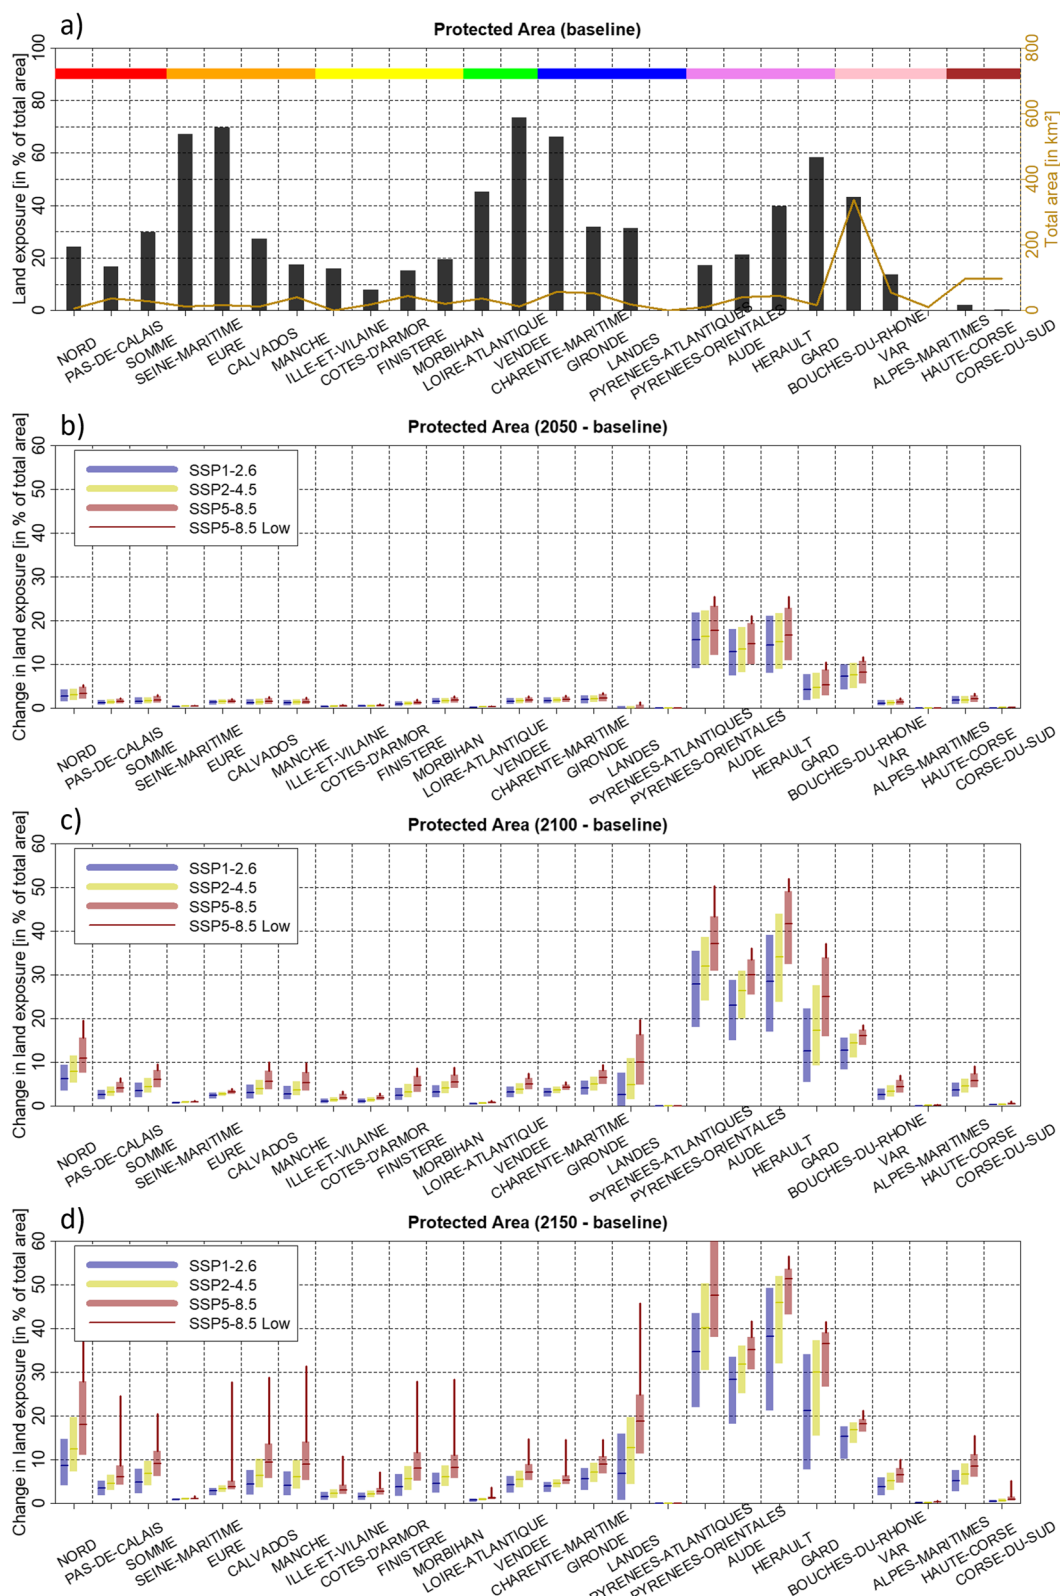 a)
Protected Area (baseline)
Land exposure [in % of total area]
0 20 40 60 80 100
Total area [in km²]
0 200 400 600 800
NORD
PAS-DE-CALAIS
SOMME
SEINE-MARITIME
EURE
CALVADOS
MANCHE
ILLE-ET-VILAINE
COTES-D'ARMOR
FINISTERE
MORBIHAN
LOIRE-ATLANTIQUE
VENDEE
CHARENTE-MARITIME
GIRONDE
LANDES
PYRENEES-ATLANTIQUES
PYRENEES-ORIENTALES
AUDE
HERAULT
GARD
BOUCHES-DU-RHONE
VAR
ALPES-MARITIMES
HAUTE-CORSE
CORSE-DU-SUD
b)
Protected Area (2050 - baseline)
Change in land exposure [in % of total area]
0 10 20 30 40 50 60
SSP1-2.6
SSP2-4.5
SSP5-8.5
SSP5-8.5 Low
NORD
PAS-DE-CALAIS
SOMME
SEINE-MARITIME
EURE
CALVADOS
MANCHE
ILLE-ET-VILAINE
COTES-D'ARMOR
FINISTERE
MORBIHAN
LOIRE-ATLANTIQUE
VENDEE
CHARENTE-MARITIME
GIRONDE
LANDES
PYRENEES-ATLANTIQUES
PYRENEES-ORIENTALES
AUDE
HERAULT
GARD
BOUCHES-DU-RHONE
VAR
ALPES-MARITIMES
HAUTE-CORSE
CORSE-DU-SUD
c)
Protected Area (2100 - baseline)
Change in land exposure [in % of total area]
0 10 20 30 40 50 60
SSP1-2.6
SSP2-4.5
SSP5-8.5
SSP5-8.5 Low
NORD
PAS-DE-CALAIS
SOMME
SEINE-MARITIME
EURE
CALVADOS
MANCHE
ILLE-ET-VILAINE
COTES-D'ARMOR
FINISTERE
MORBIHAN
LOIRE-ATLANTIQUE
VENDEE
CHARENTE-MARITIME
GIRONDE
LANDES
PYRENEES-ATLANTIQUES
PYRENEES-ORIENTALES
AUDE
HERAULT
GARD
BOUCHES-DU-RHONE
VAR
ALPES-MARITIMES
HAUTE-CORSE
CORSE-DU-SUD
d)
Protected Area (2150 - baseline)
Change in land exposure [in % of total area]
0 10 20 30 40 50 60
SSP1-2.6
SSP2-4.5
SSP5-8.5
SSP5-8.5 Low
NORD
PAS-DE-CALAIS
SOMME
SEINE-MARITIME
EURE
CALVADOS
MANCHE
ILLE-ET-VILAINE
COTES-D'ARMOR
FINISTERE
MORBIHAN
LOIRE-ATLANTIQUE
VENDEE
CHARENTE-MARITIME
GIRONDE
LANDES
PYRENEES-ATLANTIQUES
PYRENEES-ORIENTALES
AUDE
HERAULT
GARD
BOUCHES-DU-RHONE
VAR
ALPES-MARITIMES
HAUTE-CORSE
CORSE-DU-SUD